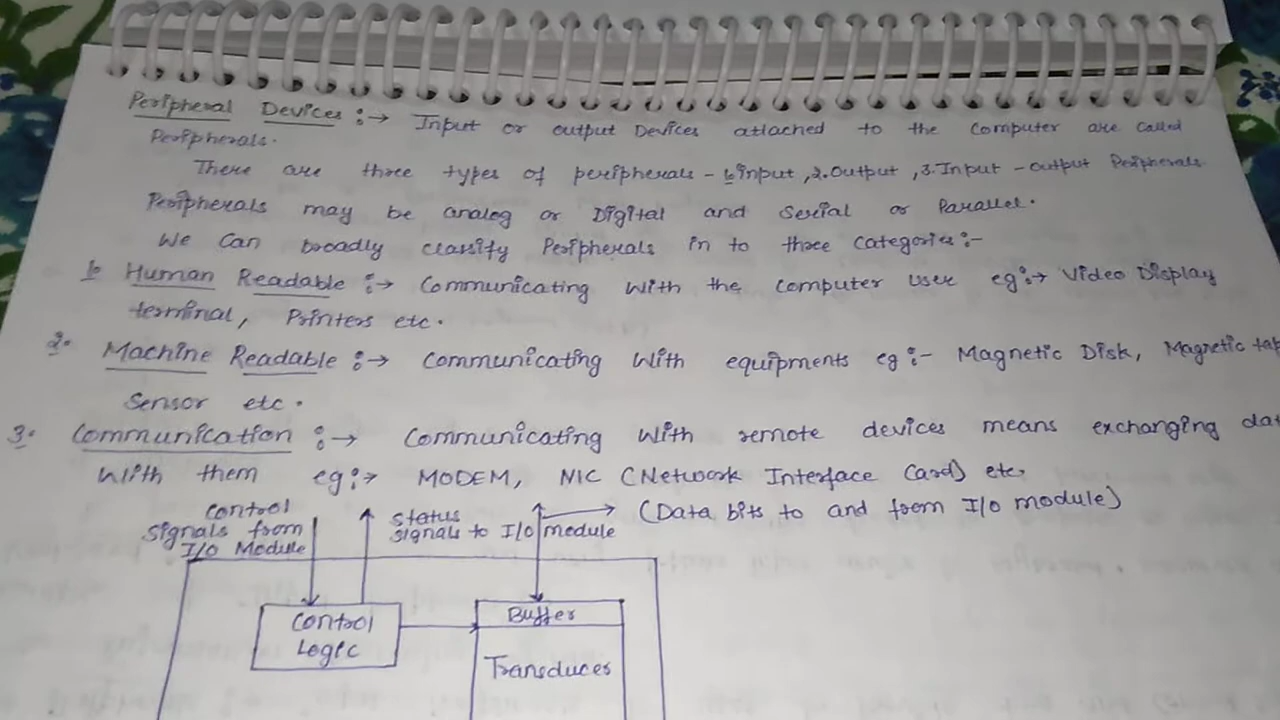 Peripheral Devices :→ Input or output Devices attached to the computer are called
Peripherals.
There are three types of peripherals - 1. input, 2. output, 3. Input - output Peripherals
Peripherals may be analog or Digital and Serial or Parallel.
We can broadly classify Peripherals in to three categories :-
1. Human Readable :→ Communicating with the computer user eg :→ Video Display
terminal, Printers etc.
2. Machine Readable :→ Communicating with equipments eg :- Magnetic Disk, Magnetic tap
Sensor etc.
3. Communication :→ Communicating with remote devices means exchanging dat
with them eg :→ MODEM, NIC (Network Interface Card) etc.
control
signals from
I/O Module
status
signals to I/O module
(Data bits to and from I/O module)
Control
Logic
Buffer
Transducer